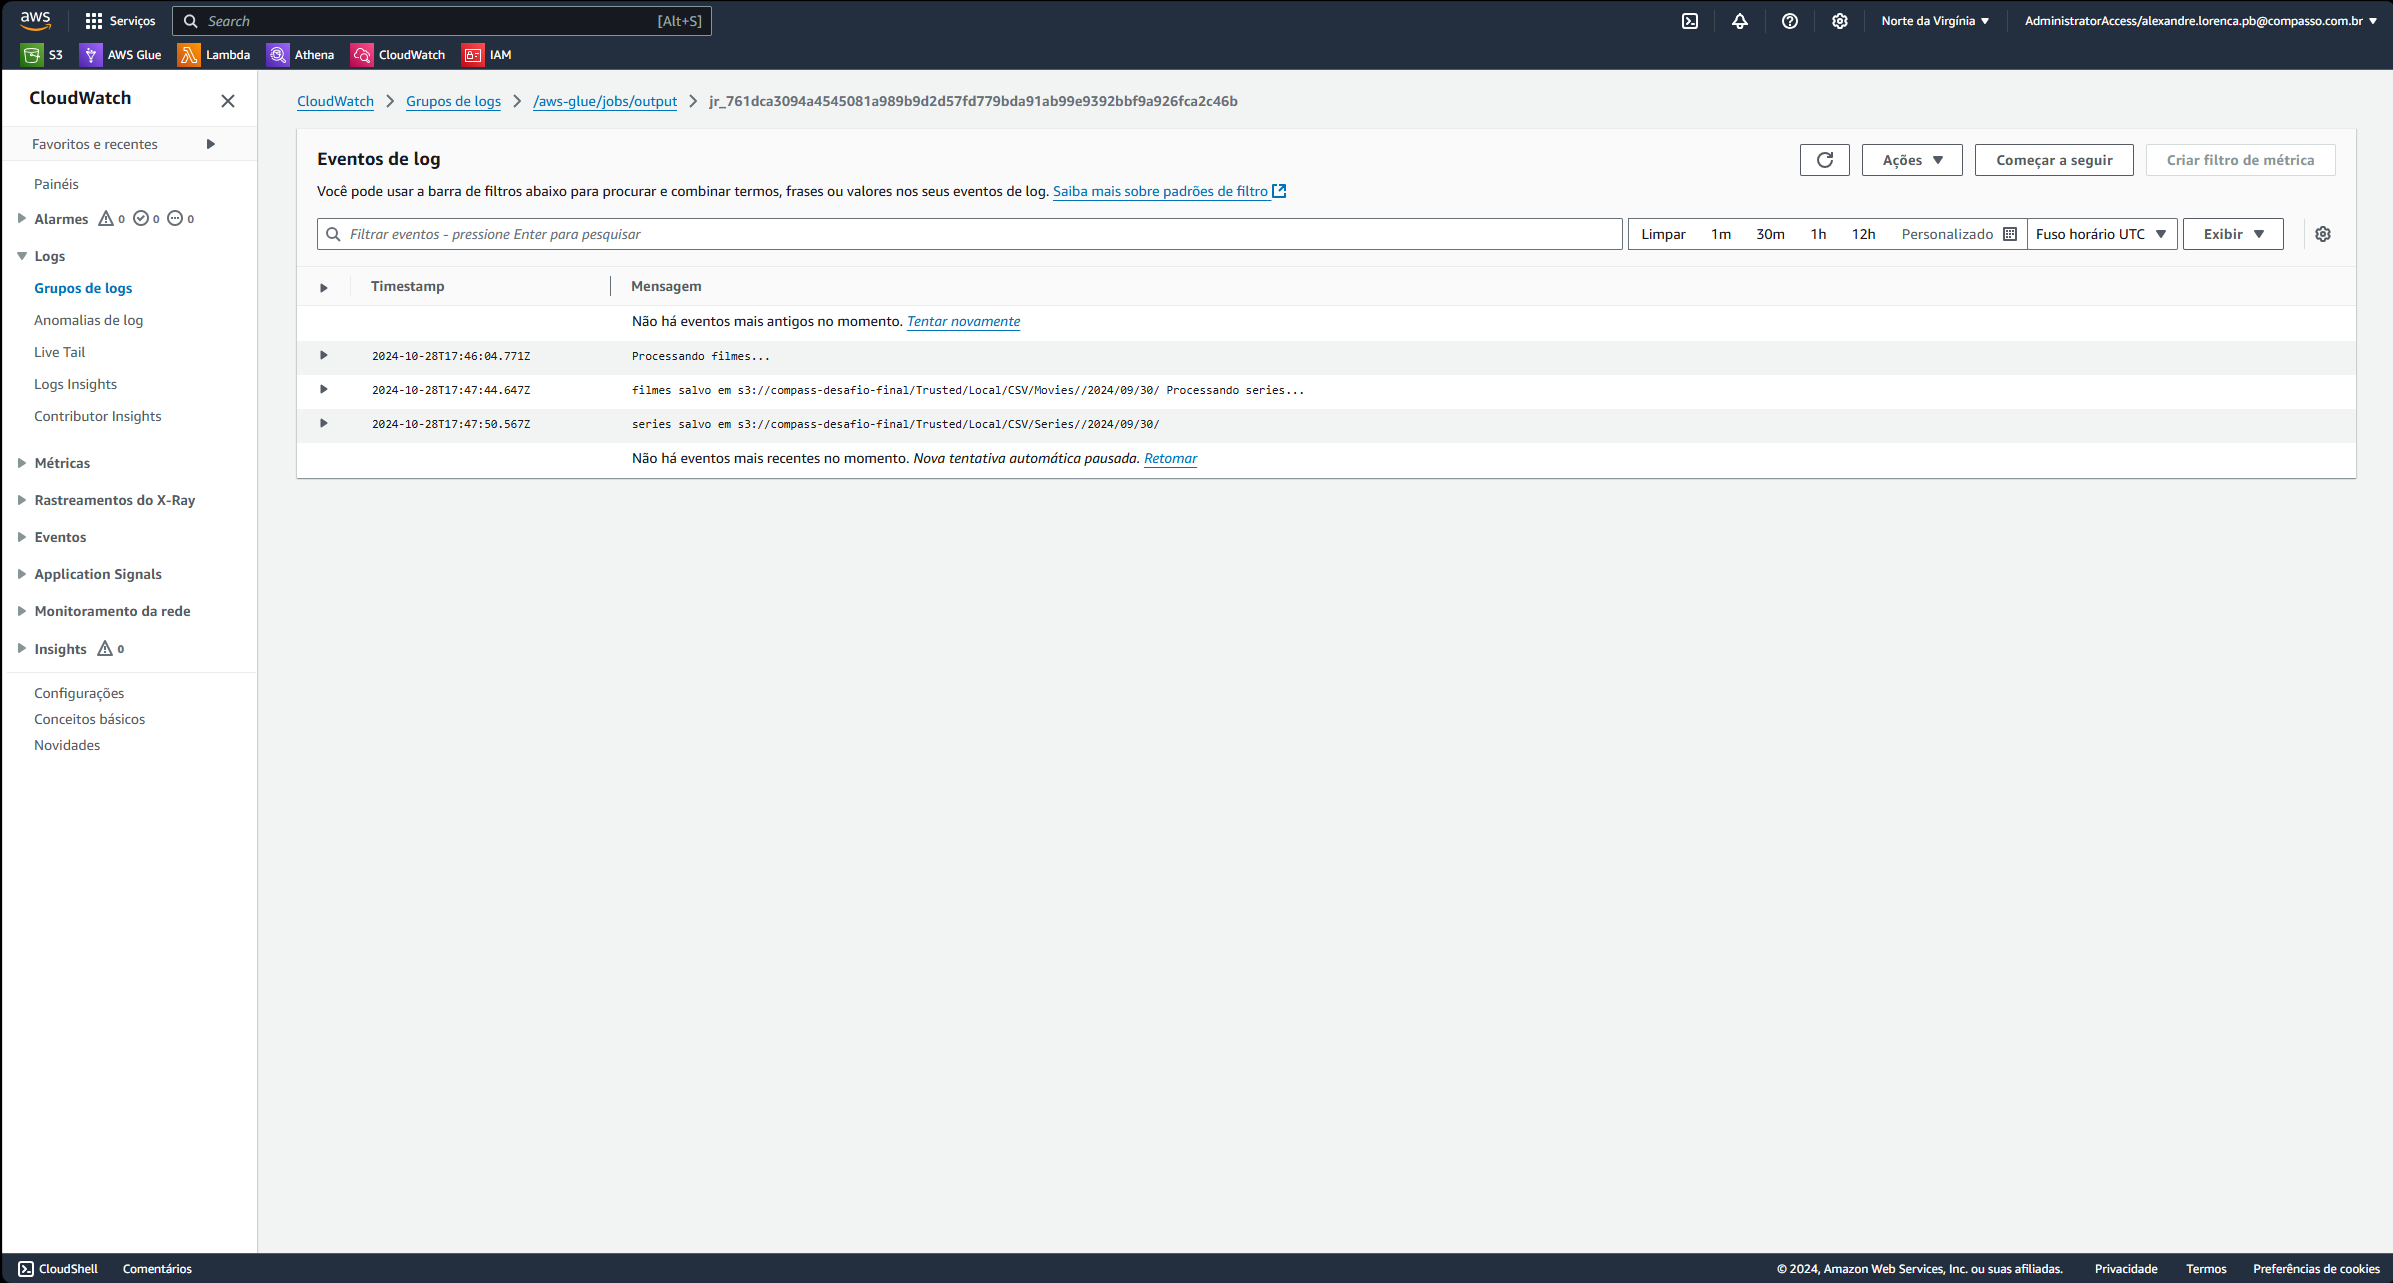 aws Serviços Search [Alt+S] Norte da Virgínia AdministratorAccess/alexandre.lorenca.pb@compasso.com.br
S3 AWS Glue Lambda Athena CloudWatch IAM
CloudWatch
Favoritos e recentes
Painéis
Alarmes 0 0 0
Logs
Grupos de logs
Anomalias de log
Live Tail
Logs Insights
Contributor Insights
Métricas
Rastreamentos do X-Ray
Eventos
Application Signals
Monitoramento da rede
Insights 0
Configurações
Conceitos básicos
Novidades
CloudWatch Grupos de logs /aws-glue/jobs/output jr_761dca3094a4545081a989b9d2d57fd779bda91ab99e9392bbf9a926fca2c46b
Eventos de log
Ações Começar a seguir Criar filtro de métrica
Você pode usar a barra de filtros abaixo para procurar e combinar termos, frases ou valores nos seus eventos de log. Saiba mais sobre padrões de filtro
Filtrar eventos - pressione Enter para pesquisar Limpar 1m 30m 1h 12h Personalizado Fuso horário UTC Exibir
Timestamp Mensagem
Não há eventos mais antigos no momento. Tentar novamente
2024-10-28T17:46:04.771Z Processando filmes...
2024-10-28T17:47:44.647Z filmes salvo em s3://compass-desafio-final/Trusted/Local/CSV/Movies//2024/09/30/ Processando series...
2024-10-28T17:47:50.567Z series salvo em s3://compass-desafio-final/Trusted/Local/CSV/Series//2024/09/30/
Não há eventos mais recentes no momento. Nova tentativa automática pausada. Retomar
CloudShell Comentários © 2024, Amazon Web Services, Inc. ou suas afiliadas. Privacidade Termos Preferências de cookies